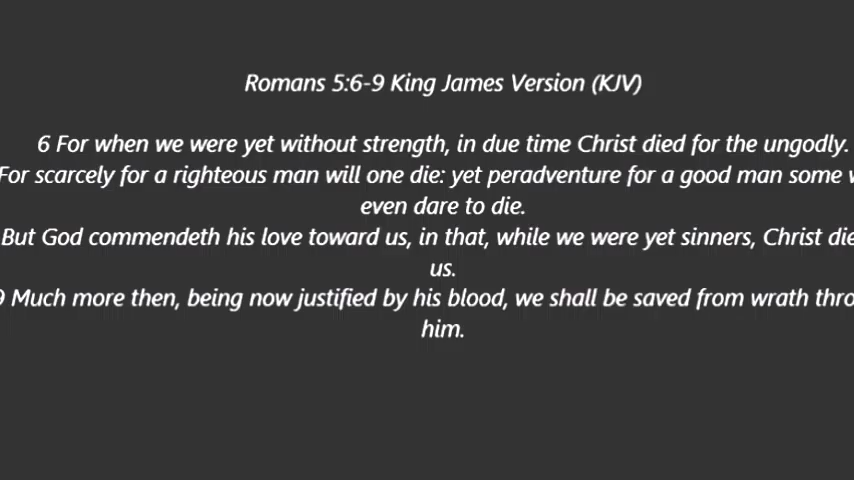 Romans 5:6-9 King James Version (KJV)
6 For when we were yet without strength, in due time Christ died for the ungodly.
For scarcely for a righteous man will one die: yet peradventure for a good man some
even dare to die.
But God commendeth his love toward us, in that, while we were yet sinners, Christ
us.
9 Much more then, being now justified by his blood, we shall be saved from wrath
him.